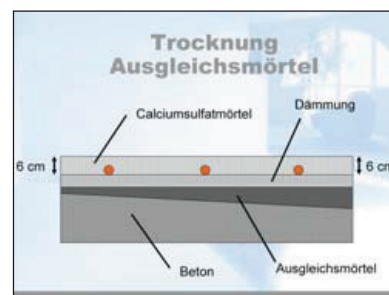 Trocknung
Ausgleichsmörtel
Dämmung
Calciumsulfatmörtel
6 cm
6 cm
Ausgleichsmörtel
Beton